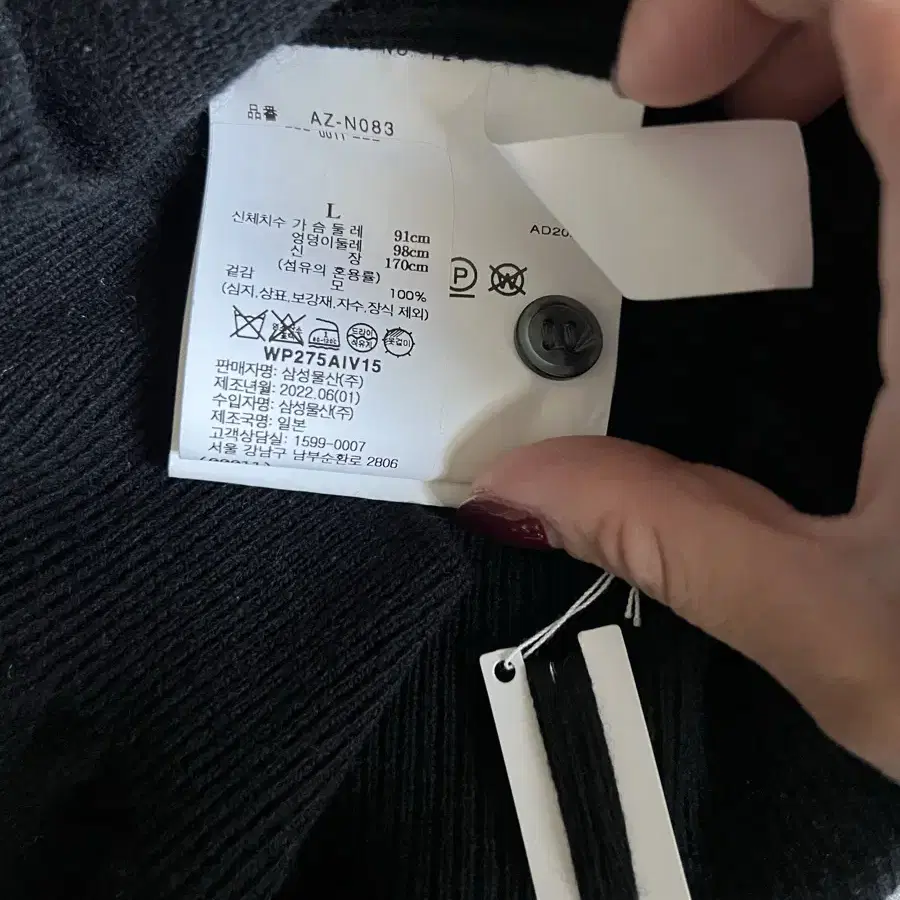 品番 AZ-N083
L
신체치수 가 슴 둘 레 91cm
엉덩이둘레 98cm
신 장 170cm
겉감 (섬유의 혼용률)
모 100%
(심지,상표,보강재,자수,장식 제외)
WP275AIV15
판매자명: 삼성물산(주)
제조년월: 2022.06(01)
수입자명: 삼성물산(주)
제조국명: 일본
고객상담실: 1599-0007
서울 강남구 남부순환로 2806
P W